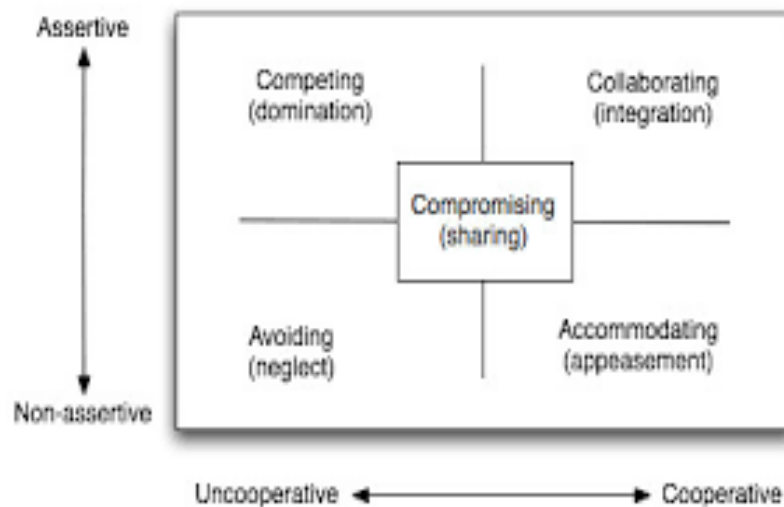 Assertive
Competing
(domination)
Collaborating
(integration)
Compromising
(sharing)
Avoiding
(neglect)
Accommodating
(appeasement)
Non-assertive
Uncooperative
Cooperative